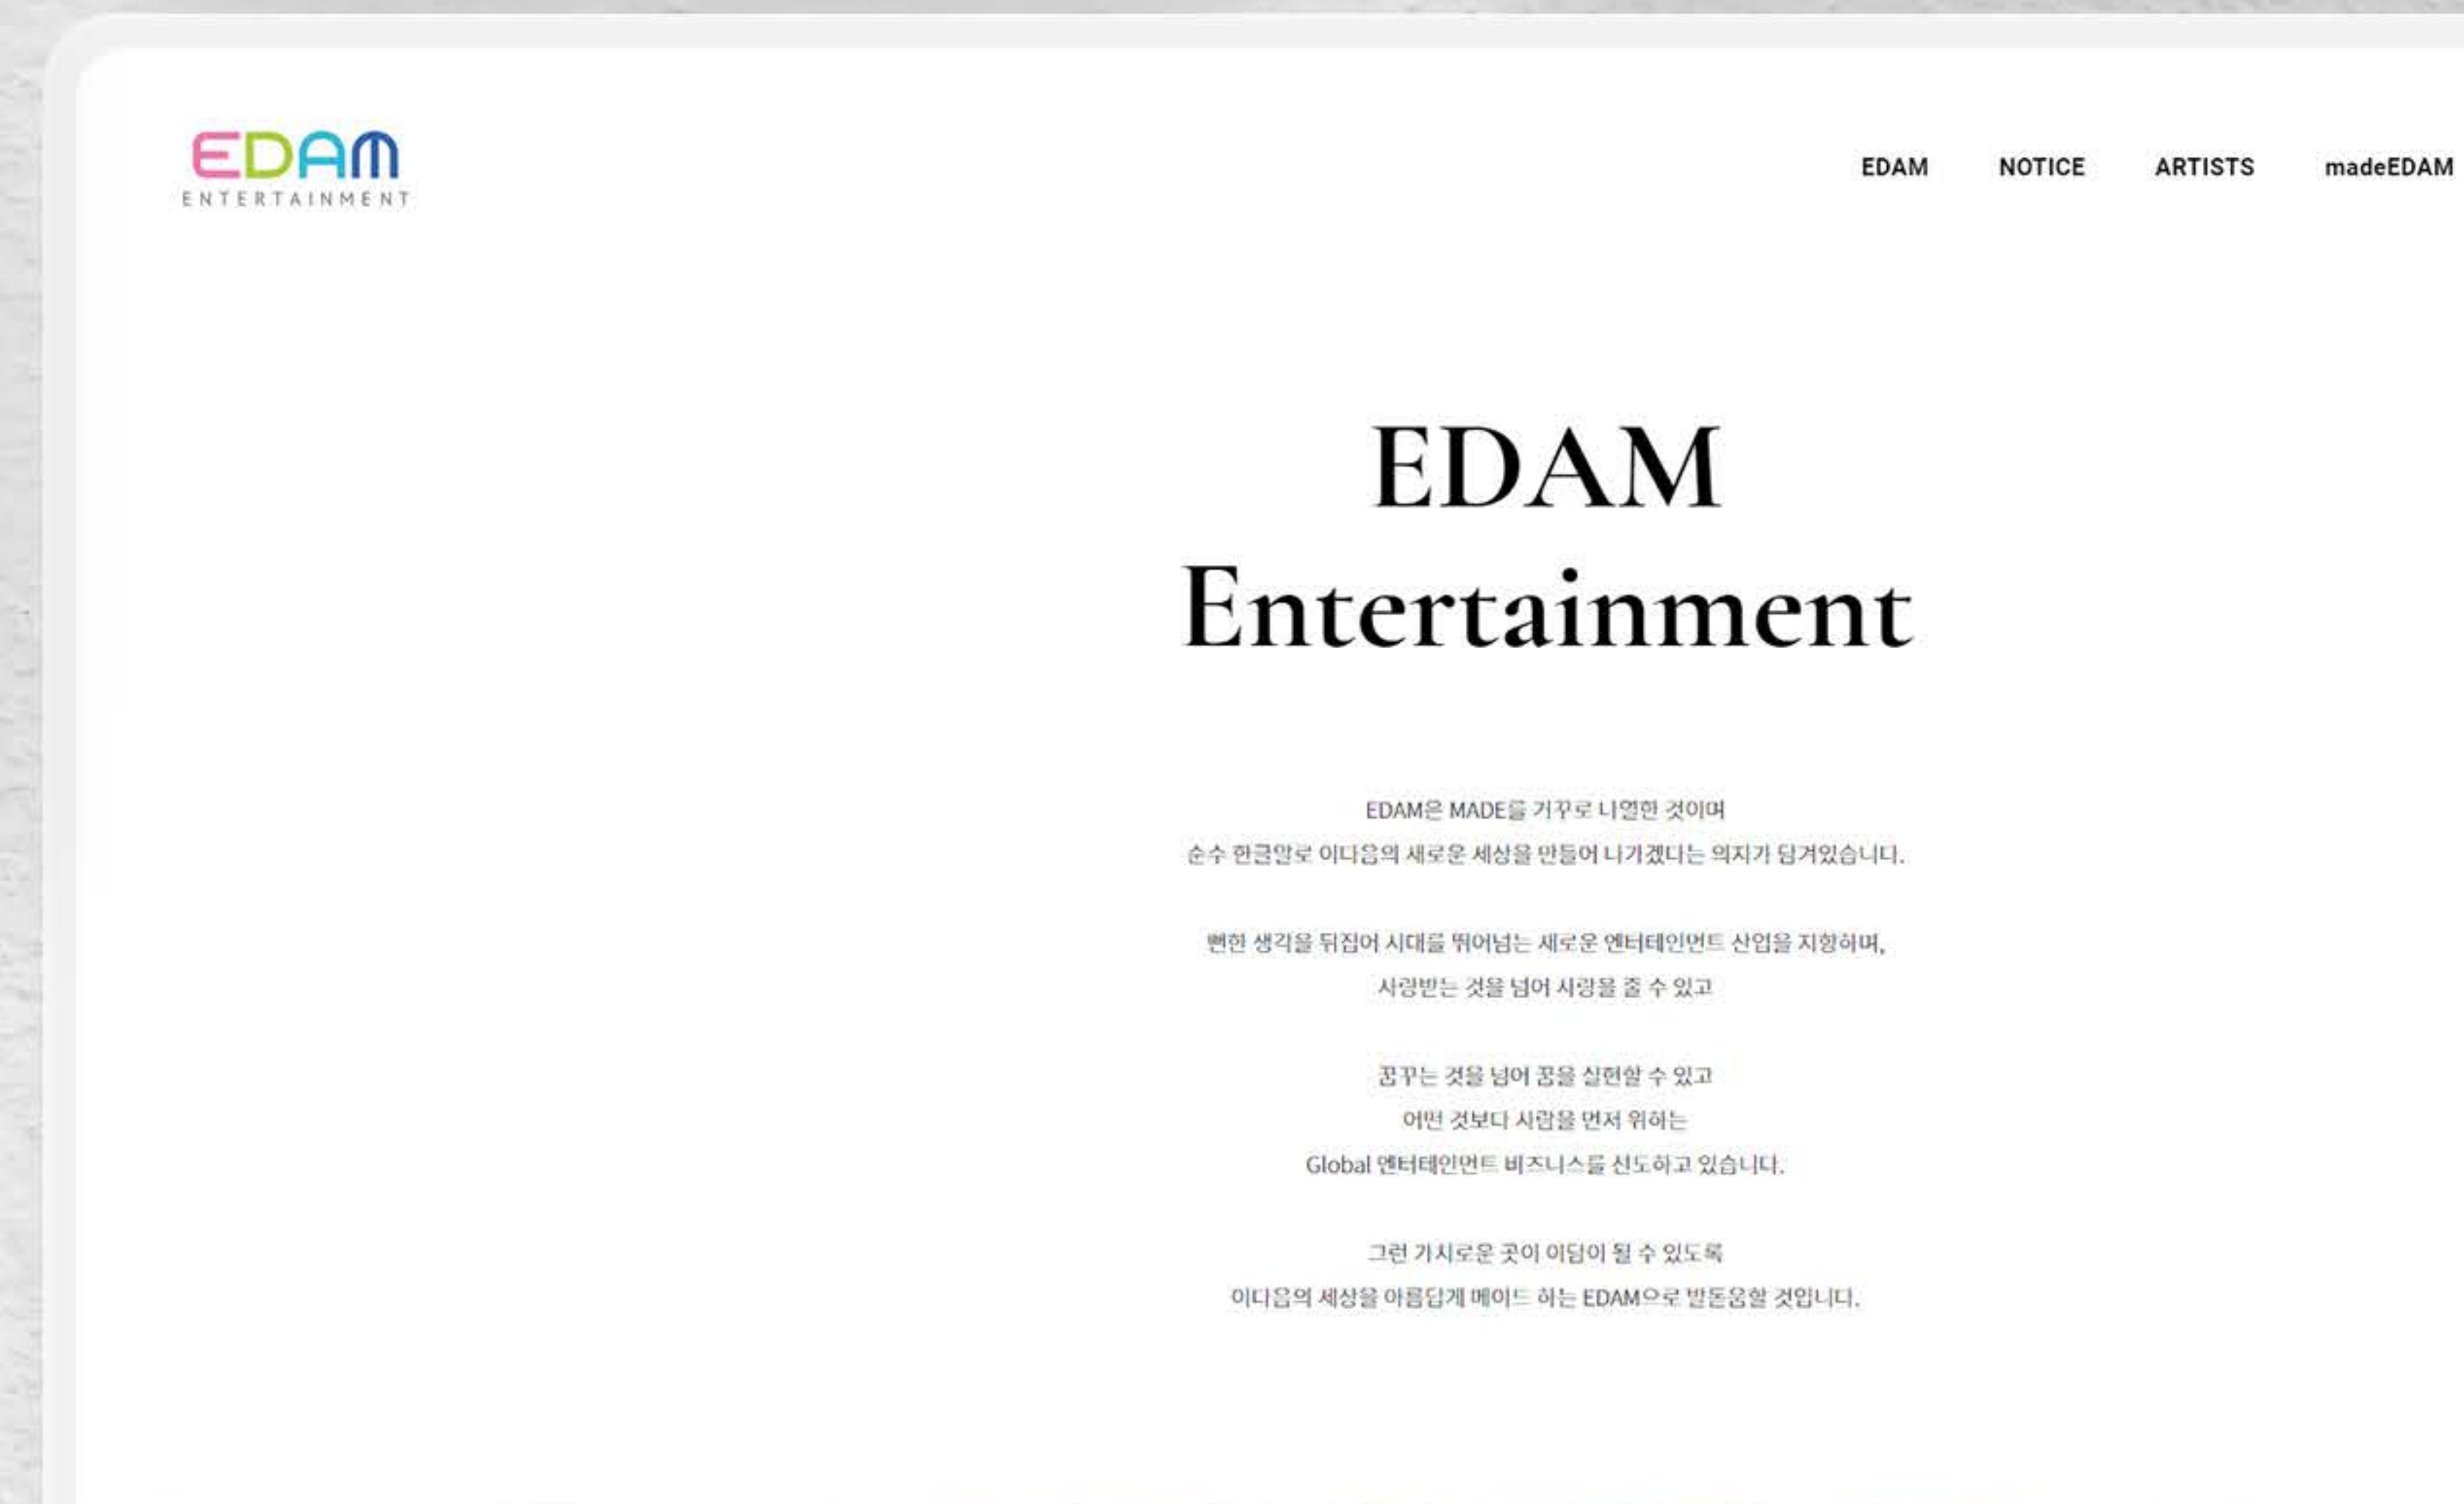 EDAM
ENTERTAINMENT
EDAM NOTICE ARTISTS madeEDAM
EDAM
Entertainment
EDAM은 MADE를 거꾸로 나열한 것이며
순수 한글말로 이다음의 새로운 세상을 만들어 나가겠다는 의지가 담겨있습니다.
뻔한 생각을 뒤집어 시대를 뛰어넘는 새로운 엔터테인먼트 산업을 지향하며,
사랑받는 것을 넘어 사랑을 줄 수 있고
꿈꾸는 것을 넘어 꿈을 실현할 수 있고
어떤 것보다 사람을 먼저 위하는
Global 엔터테인먼트 비즈니스를 선도하고 있습니다.
그런 가치로운 곳이 이담이 될 수 있도록
이다음의 세상을 아름답게 메이드 하는 EDAM으로 발돋움할 것입니다.